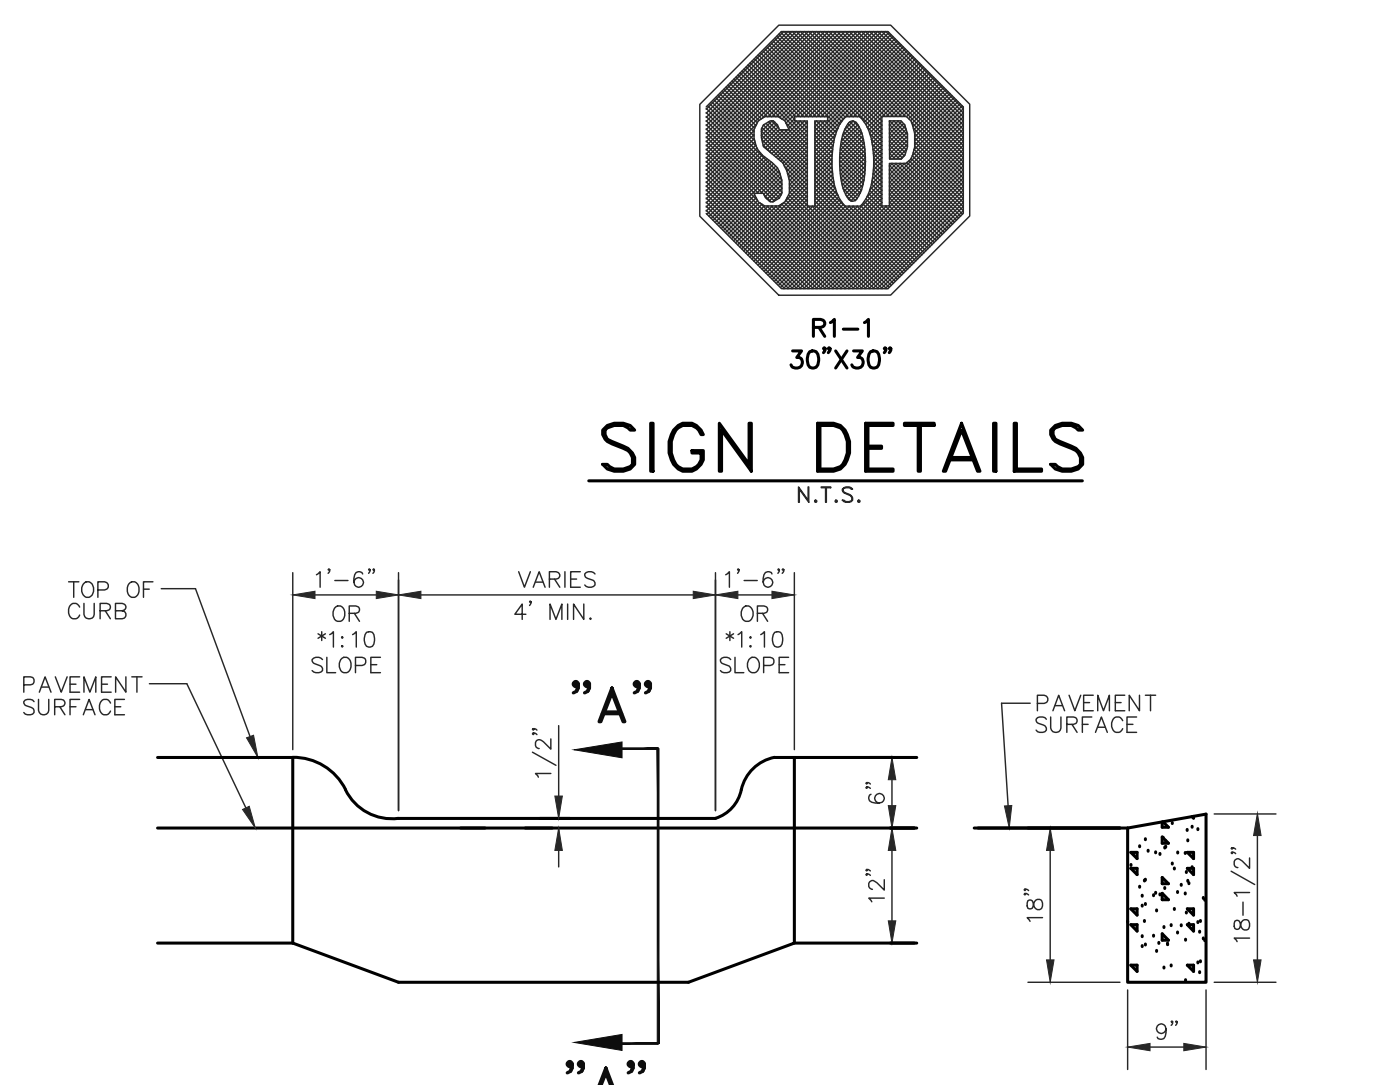 STOP
R1-1
30"X30"
SIGN DETAILS
N.T.S.
TOP OF
CURB
PAVEMENT
SURFACE
1'-6"
OR
*1:10
SLOPE
VARIES
4' MIN.
1'-6"
OR
*1:10
SLOPE
"A"
1/2"
6"
12"
"A"
PAVEMENT
SURFACE
18"
18-1/2"
9"